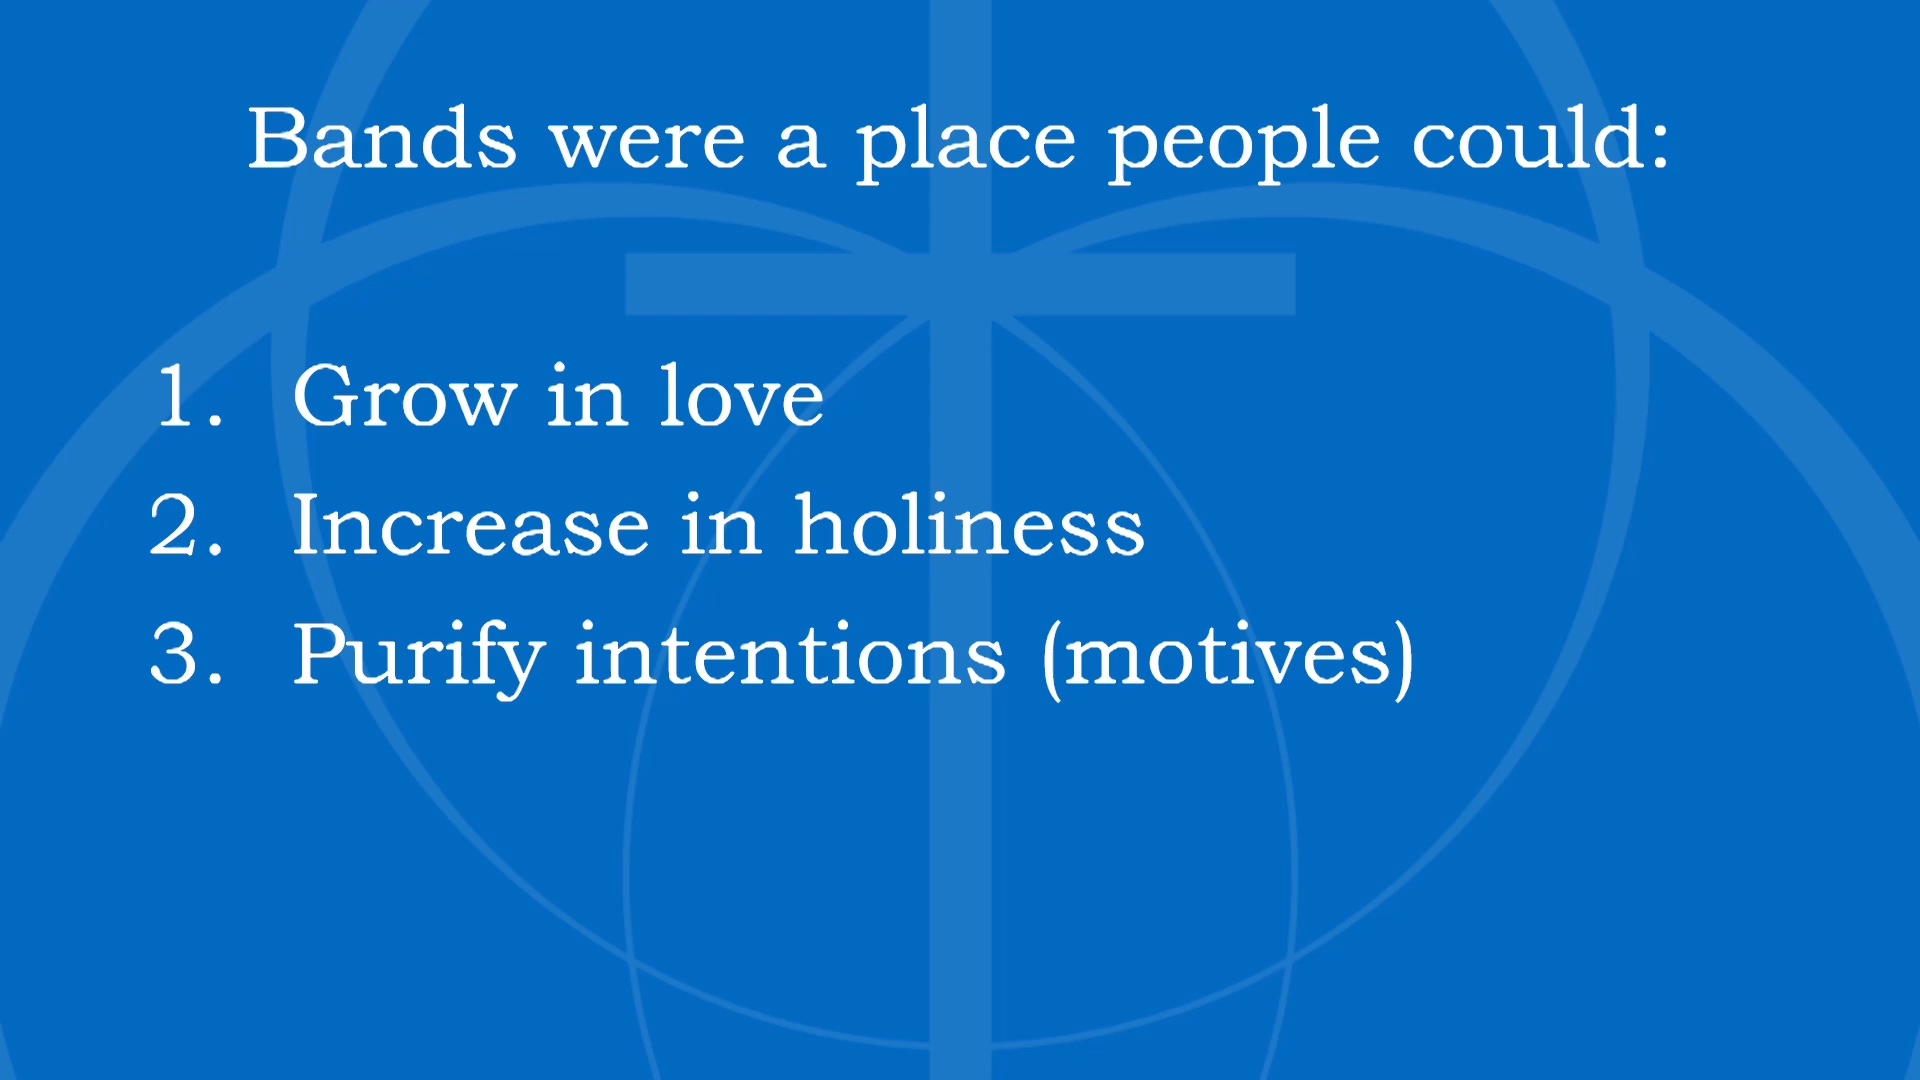 Bands were a place people could:
1. Grow in love
2. Increase in holiness
3. Purify intentions (motives)